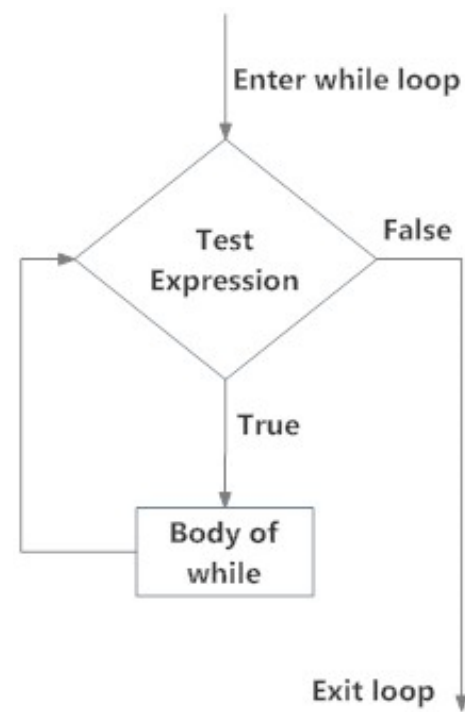 Enter while loop
False
Test
Expression
True
Body of
while
Exit loop